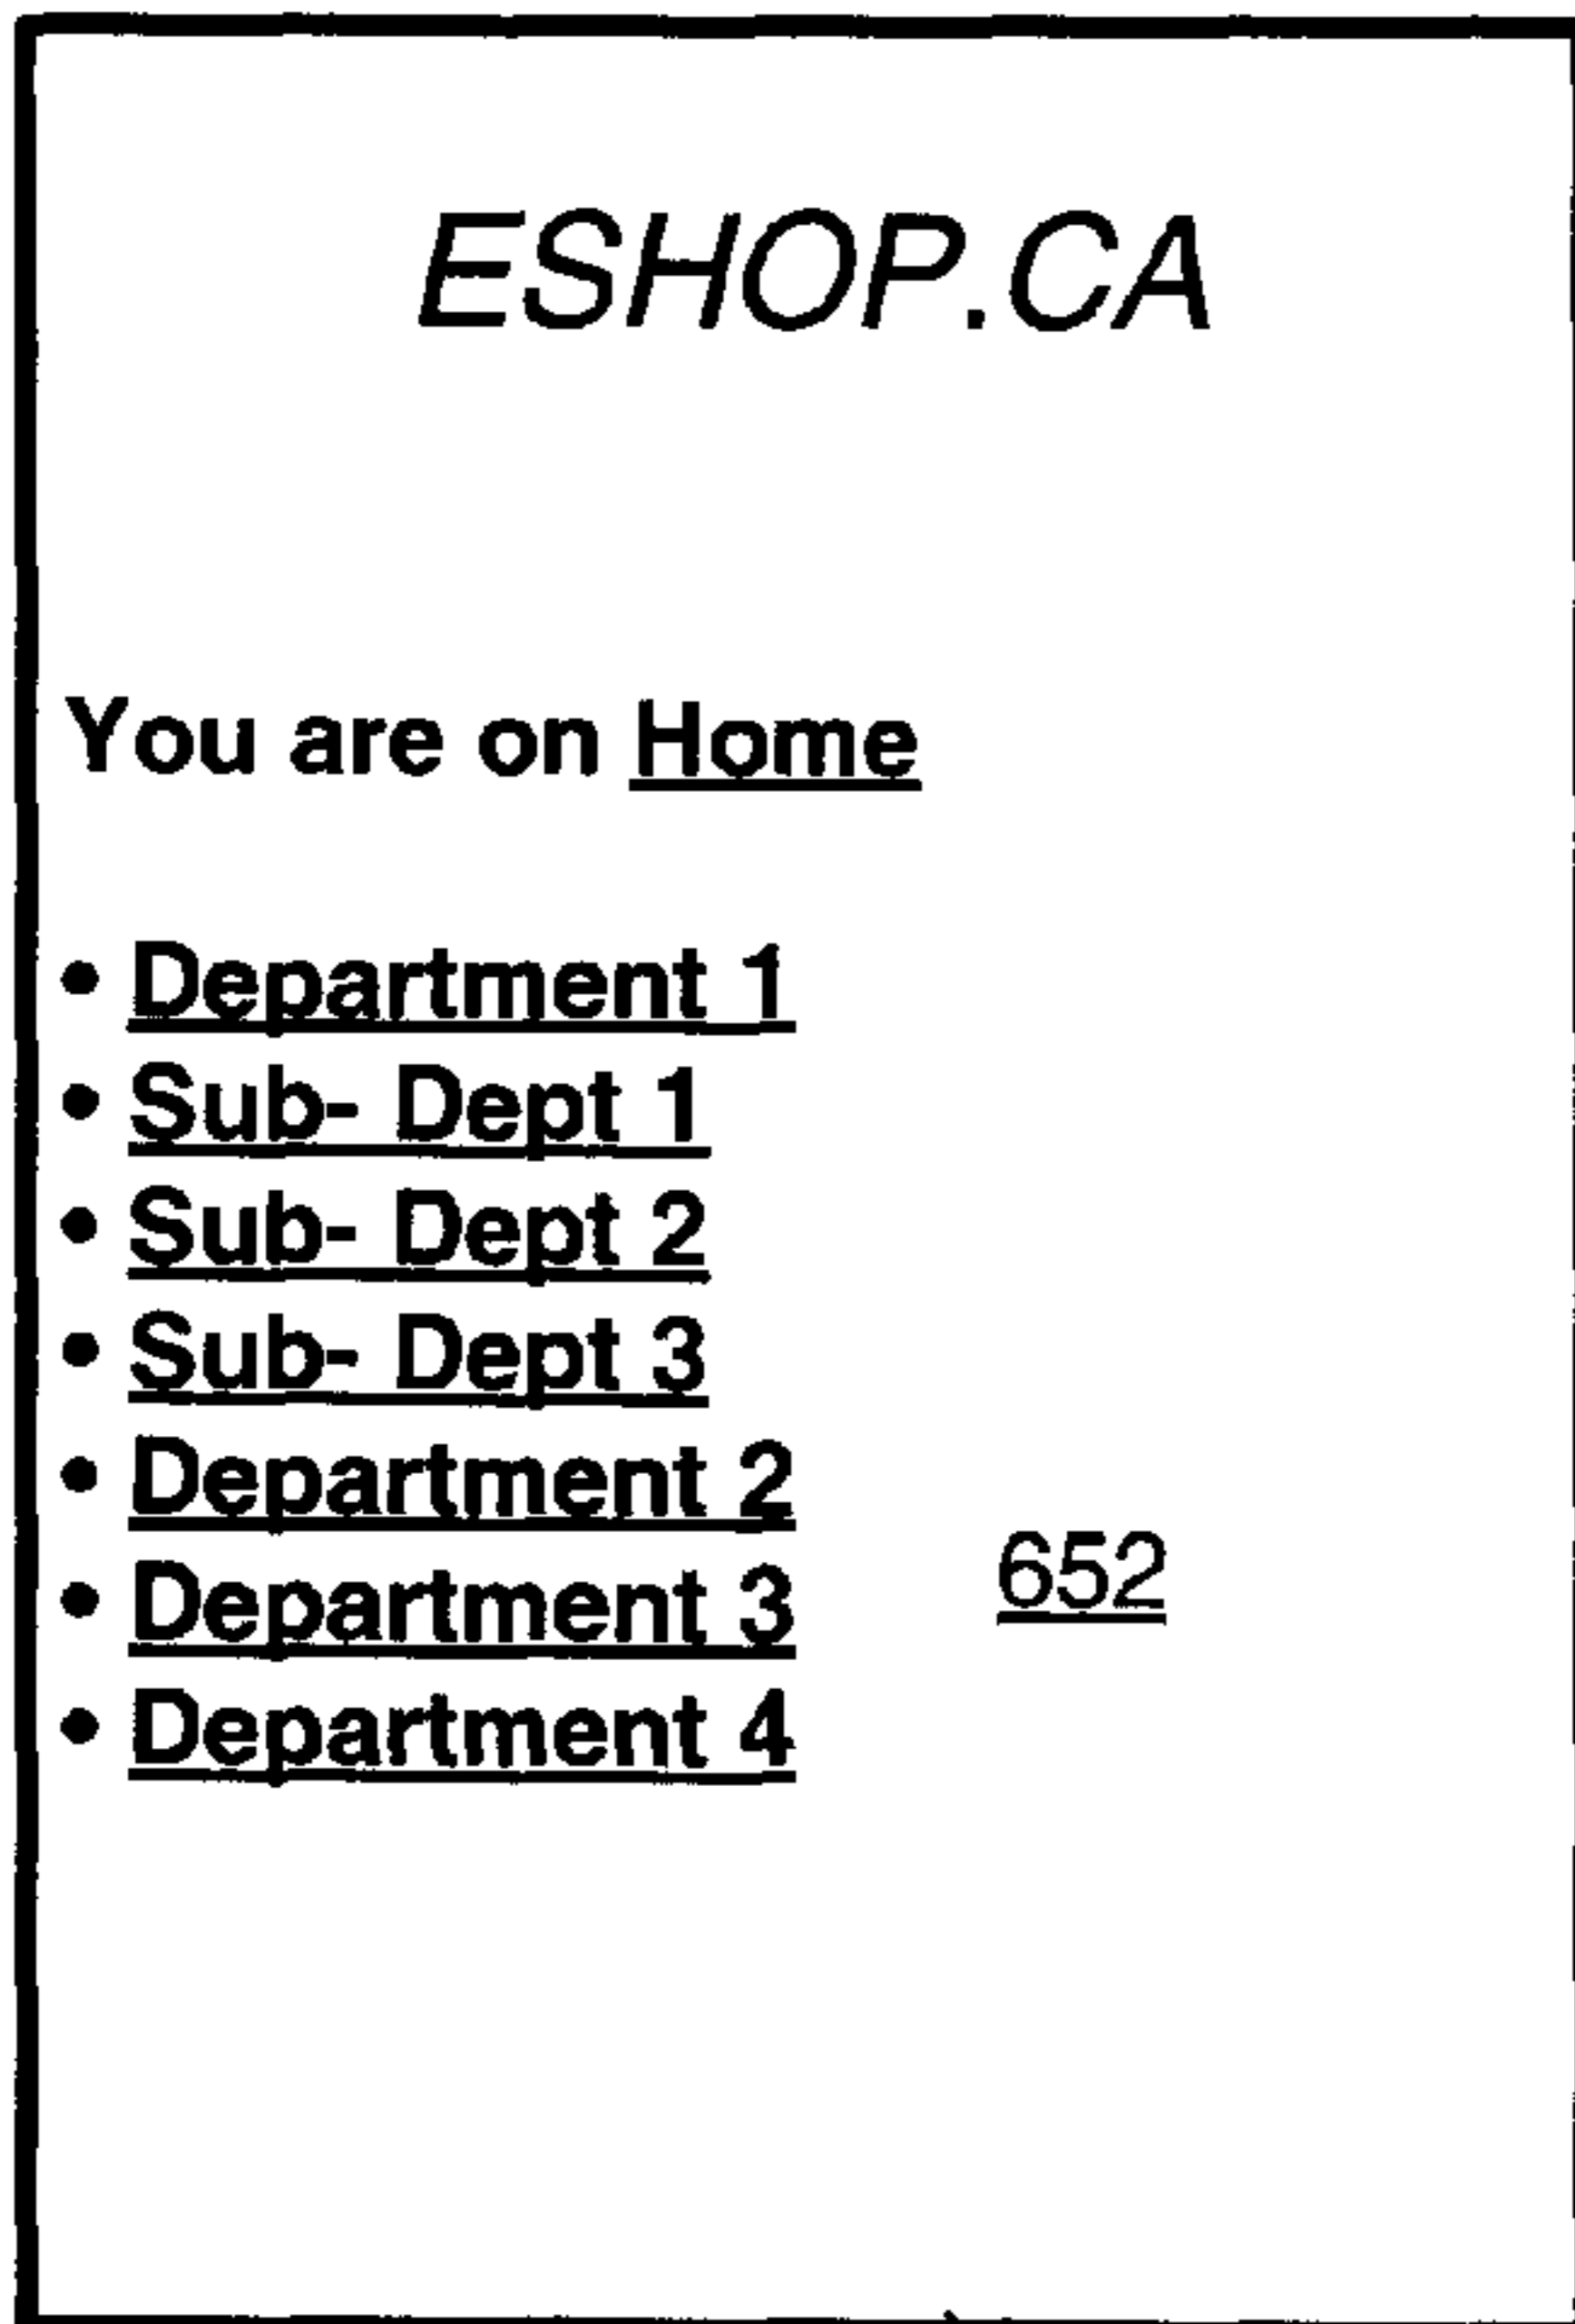 ESHOP.CA
You are on Home
• Department 1
• Sub- Dept 1
• Sub- Dept 2
• Sub- Dept 3
• Department 2
• Department 3
• Department 4
652